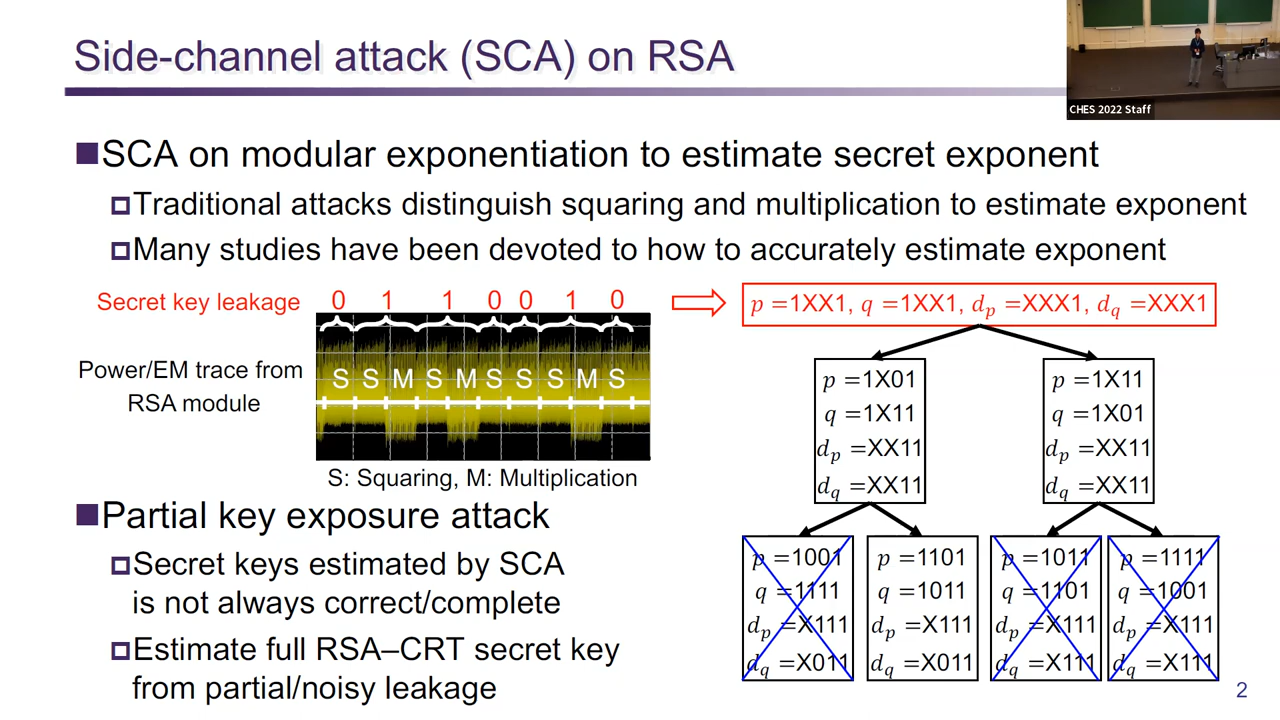 Side-channel attack (SCA) on RSA
CHES 2022 Staff
SCA on modular exponentiation to estimate secret exponent
Traditional attacks distinguish squaring and multiplication to estimate exponent
Many studies have been devoted to how to accurately estimate exponent
Secret key leakage 0 1 1 0 0 1 0
Power/EM trace from
RSA module
S S M S M S S S M S
S: Squaring, M: Multiplication
p =1XX1, q =1XX1, dp =XXX1, dq =XXX1
p =1X01
q =1X11
dp =XX11
dq =XX11
p =1X11
q =1X01
dp =XX11
dq =XX11
p =1001
q =1111
dp =X111
dq =X011
p =1101
q =1011
dp =X111
dq =X011
p =1011
q =1101
dp =X111
dq =X111
p =1111
q =1001
dp =X111
dq =X111
Partial key exposure attack
Secret keys estimated by SCA
is not always correct/complete
Estimate full RSA–CRT secret key
from partial/noisy leakage
2